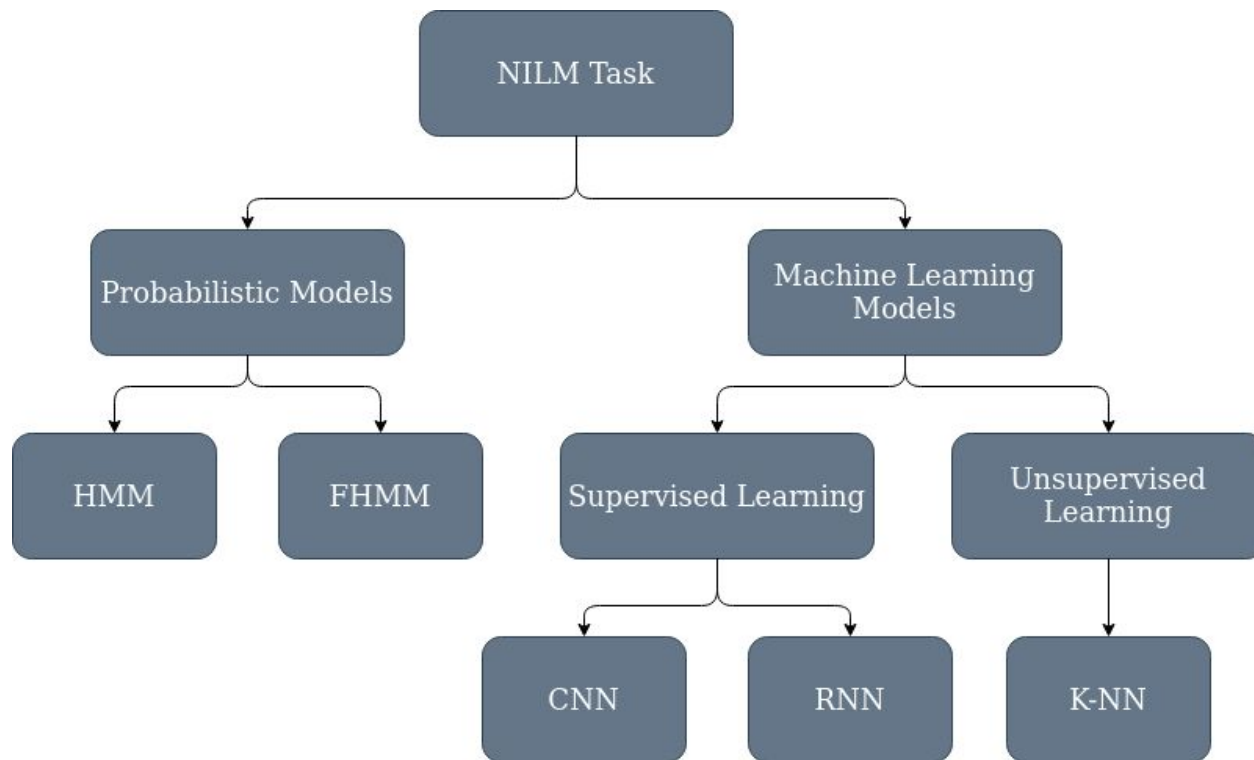 NILM Task
Probabilistic Models
Machine Learning
Models
HMM
FHMM
Supervised Learning
Unsupervised
Learning
CNN
RNN
K-NN